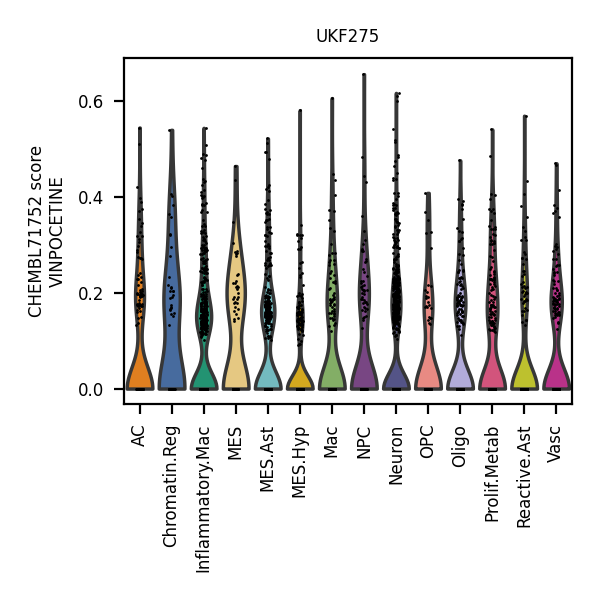 UKF275
CHEMBL71752 score
VINPOCETINE
0.6
0.4
0.2
0.0
AC
Chromatin.Reg
Inflammatory.Mac
MES
MES.Ast
MES.Hyp
Mac
NPC
Neuron
OPC
Oligo
Prolif.Metab
Reactive.Ast
Vasc